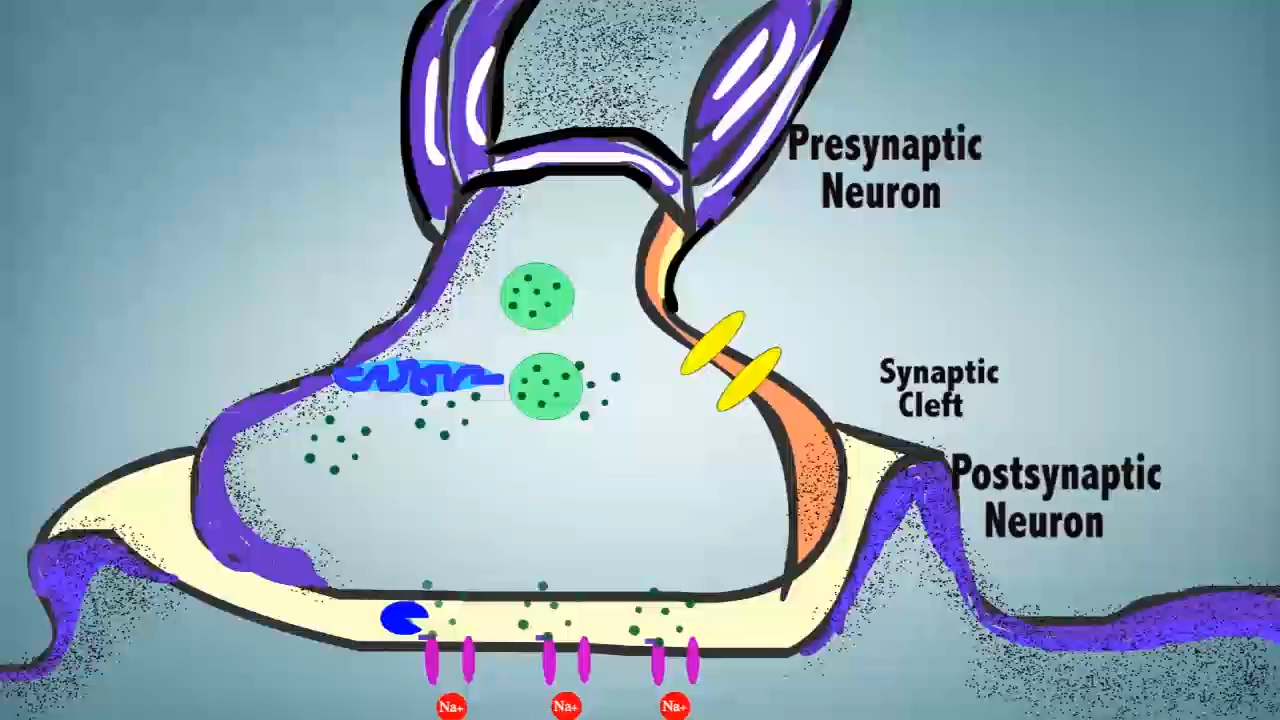 Presynaptic
Neuron
Synaptic
Cleft
Postsynaptic
Neuron
Na+
Na+
Na+